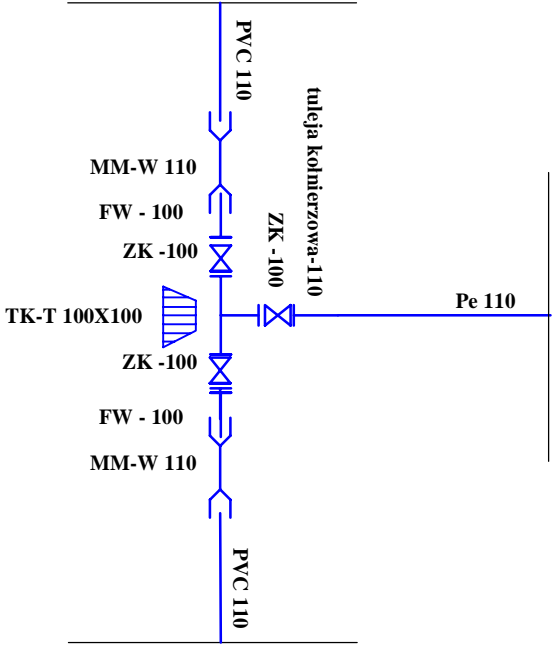 PVC 110
MM-W 110
FW - 100
ZK -100
TK-T 100X100
ZK -100
FW - 100
MM-W 110
PVC 110
ZK -100
tuleja kołnierzowa-110
Pe 110